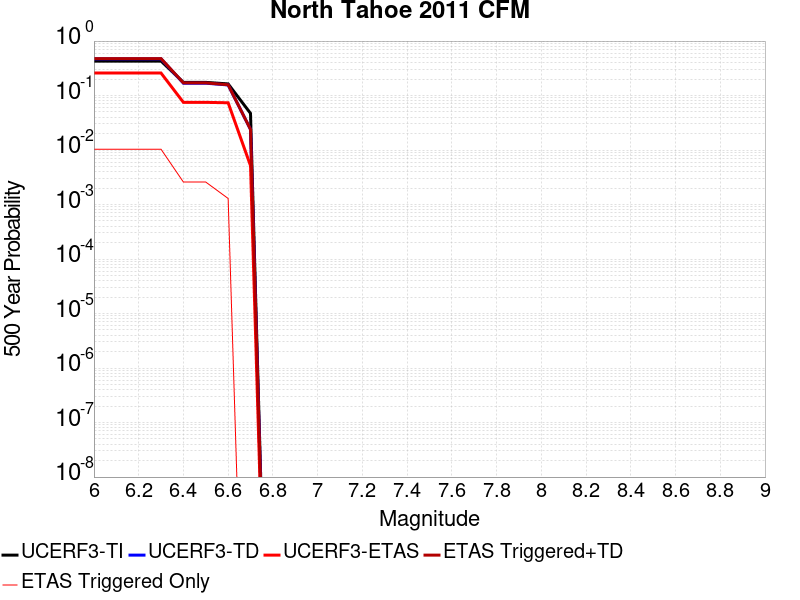 North Tahoe 2011 CFM
10 0
10 -1
10 -2
10 -3
10 -4
10 -5
10 -6
10 -7
10 -8
500 Year Probability
6 6.2 6.4 6.6 6.8 7 7.2 7.4 7.6 7.8 8 8.2 8.4 8.6 8.8 9
Magnitude
UCERF3-TI UCERF3-TD UCERF3-ETAS ETAS Triggered+TD
ETAS Triggered Only